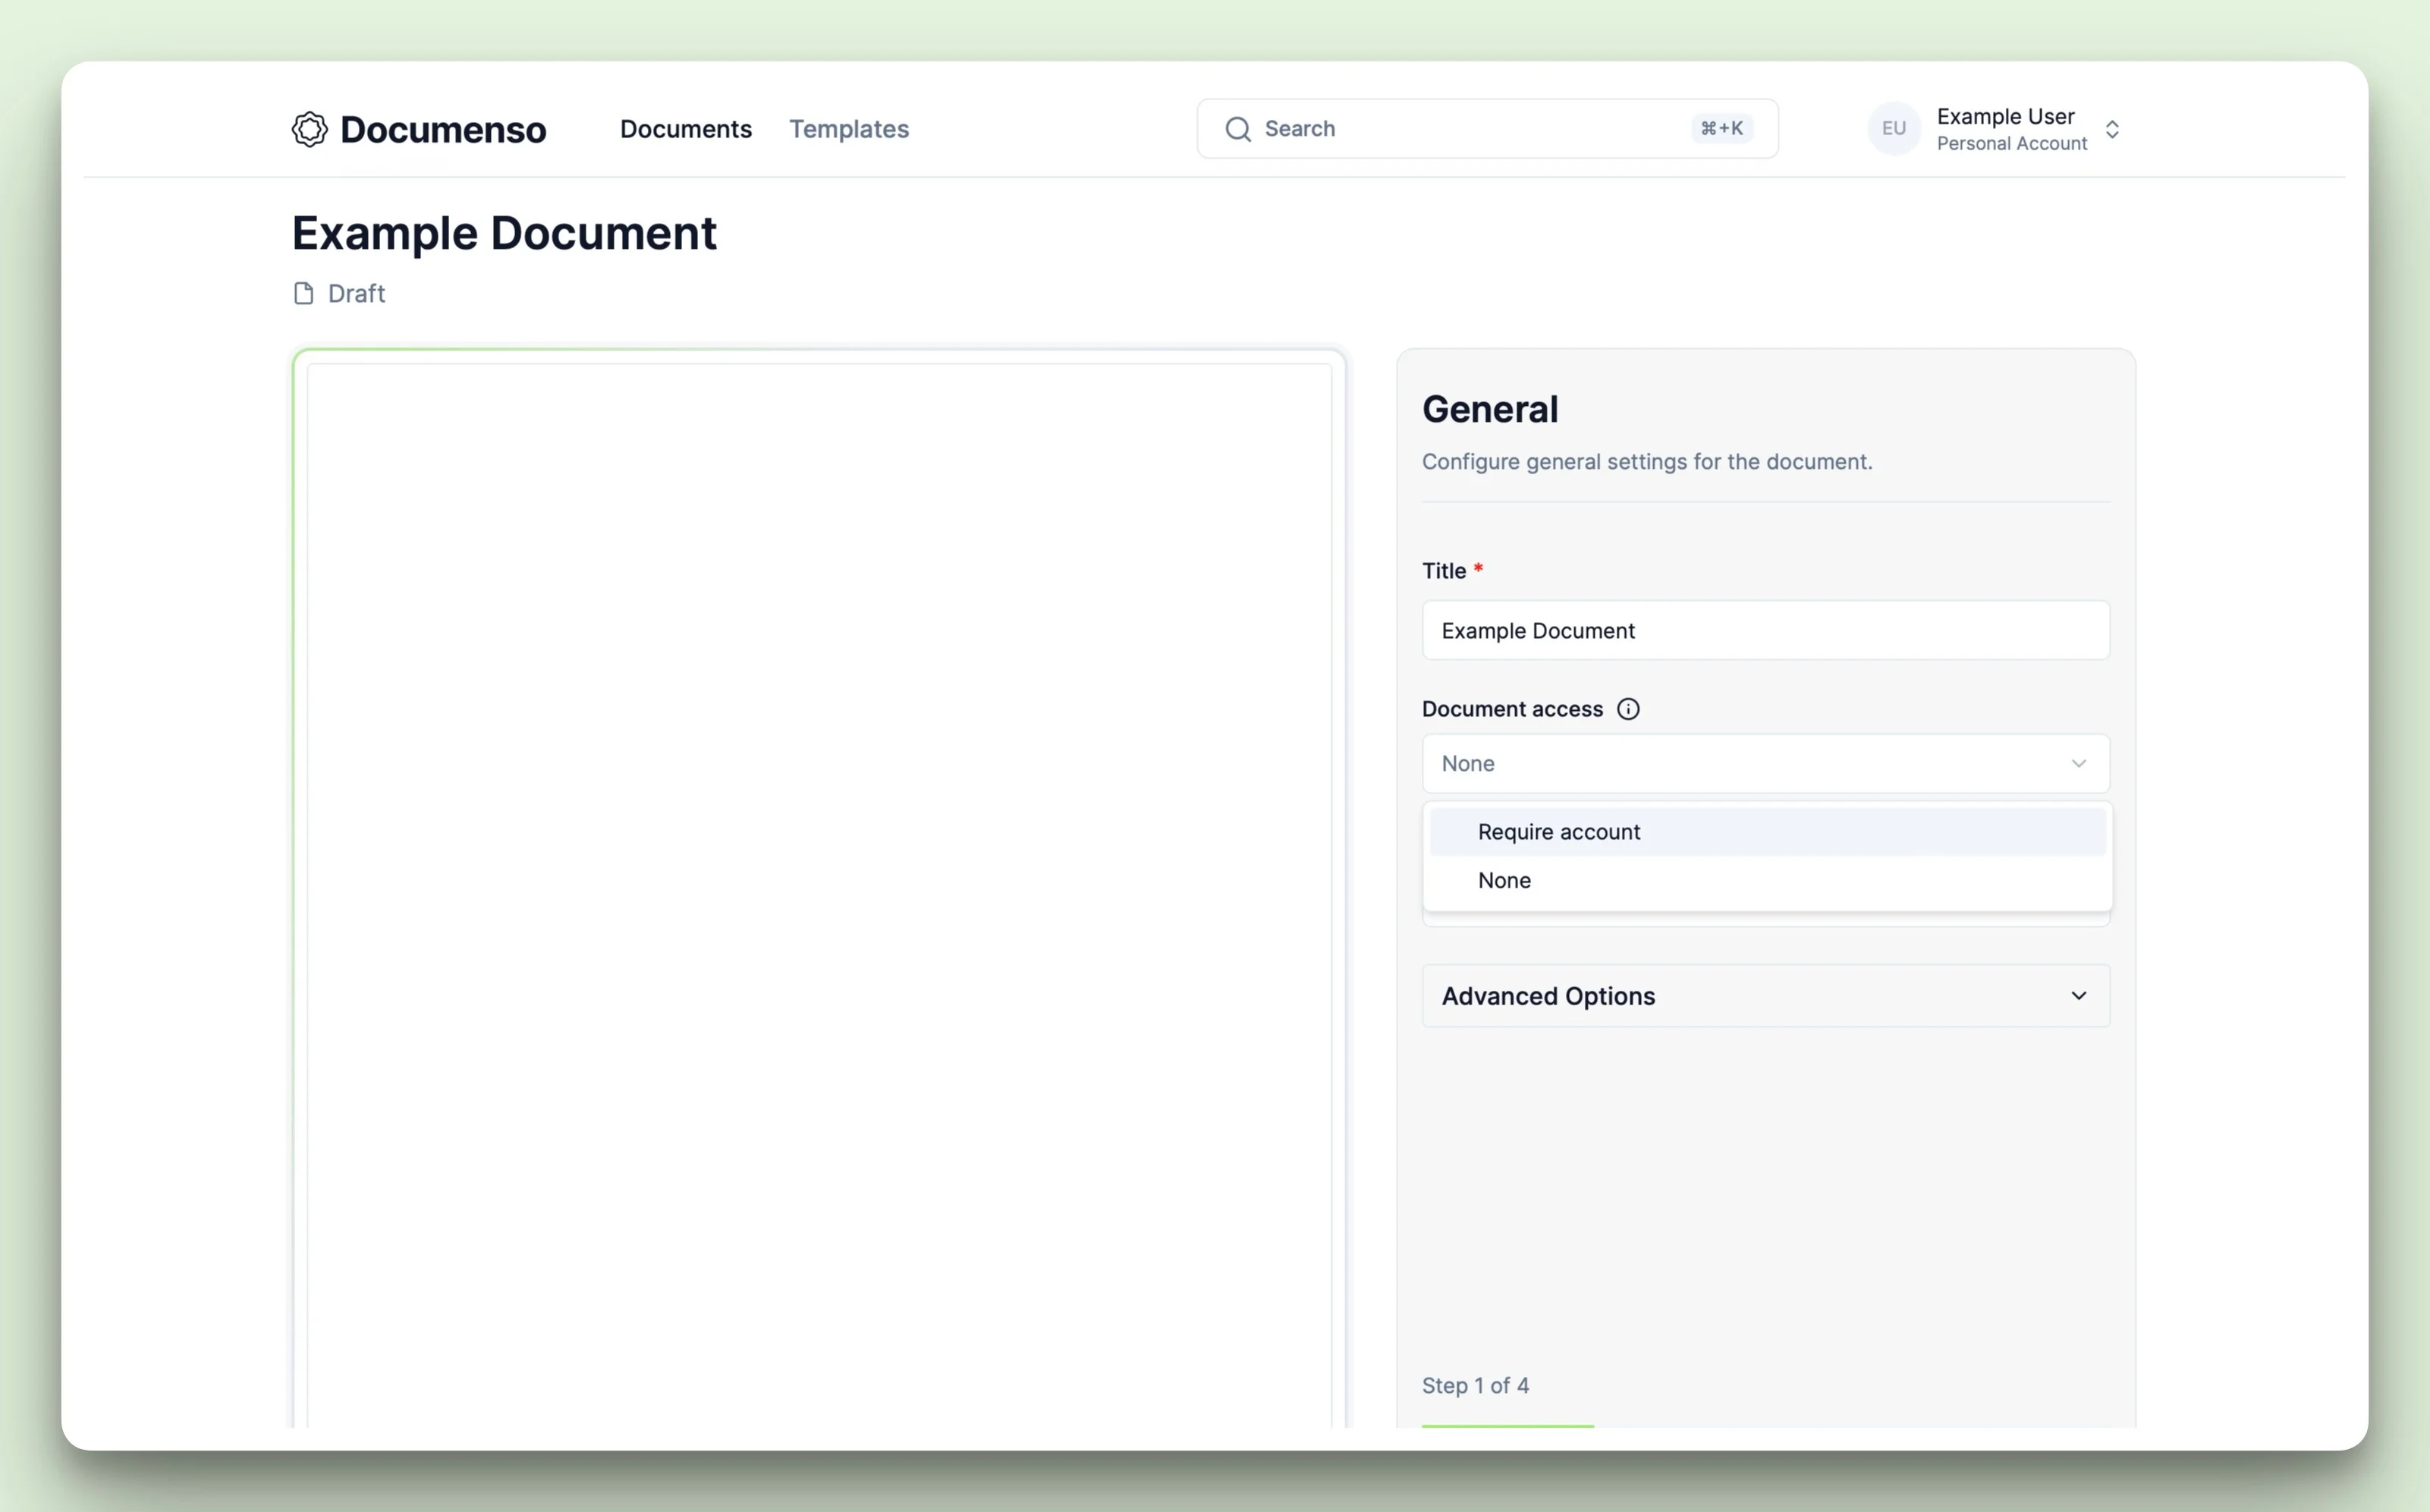 Documenso
Documents
Templates
Search
⌘+K
EU
Example User
Personal Account
Example Document
Draft
General
Configure general settings for the document.
Title *
Example Document
Document access
None
Require account
None
Advanced Options
Step 1 of 4